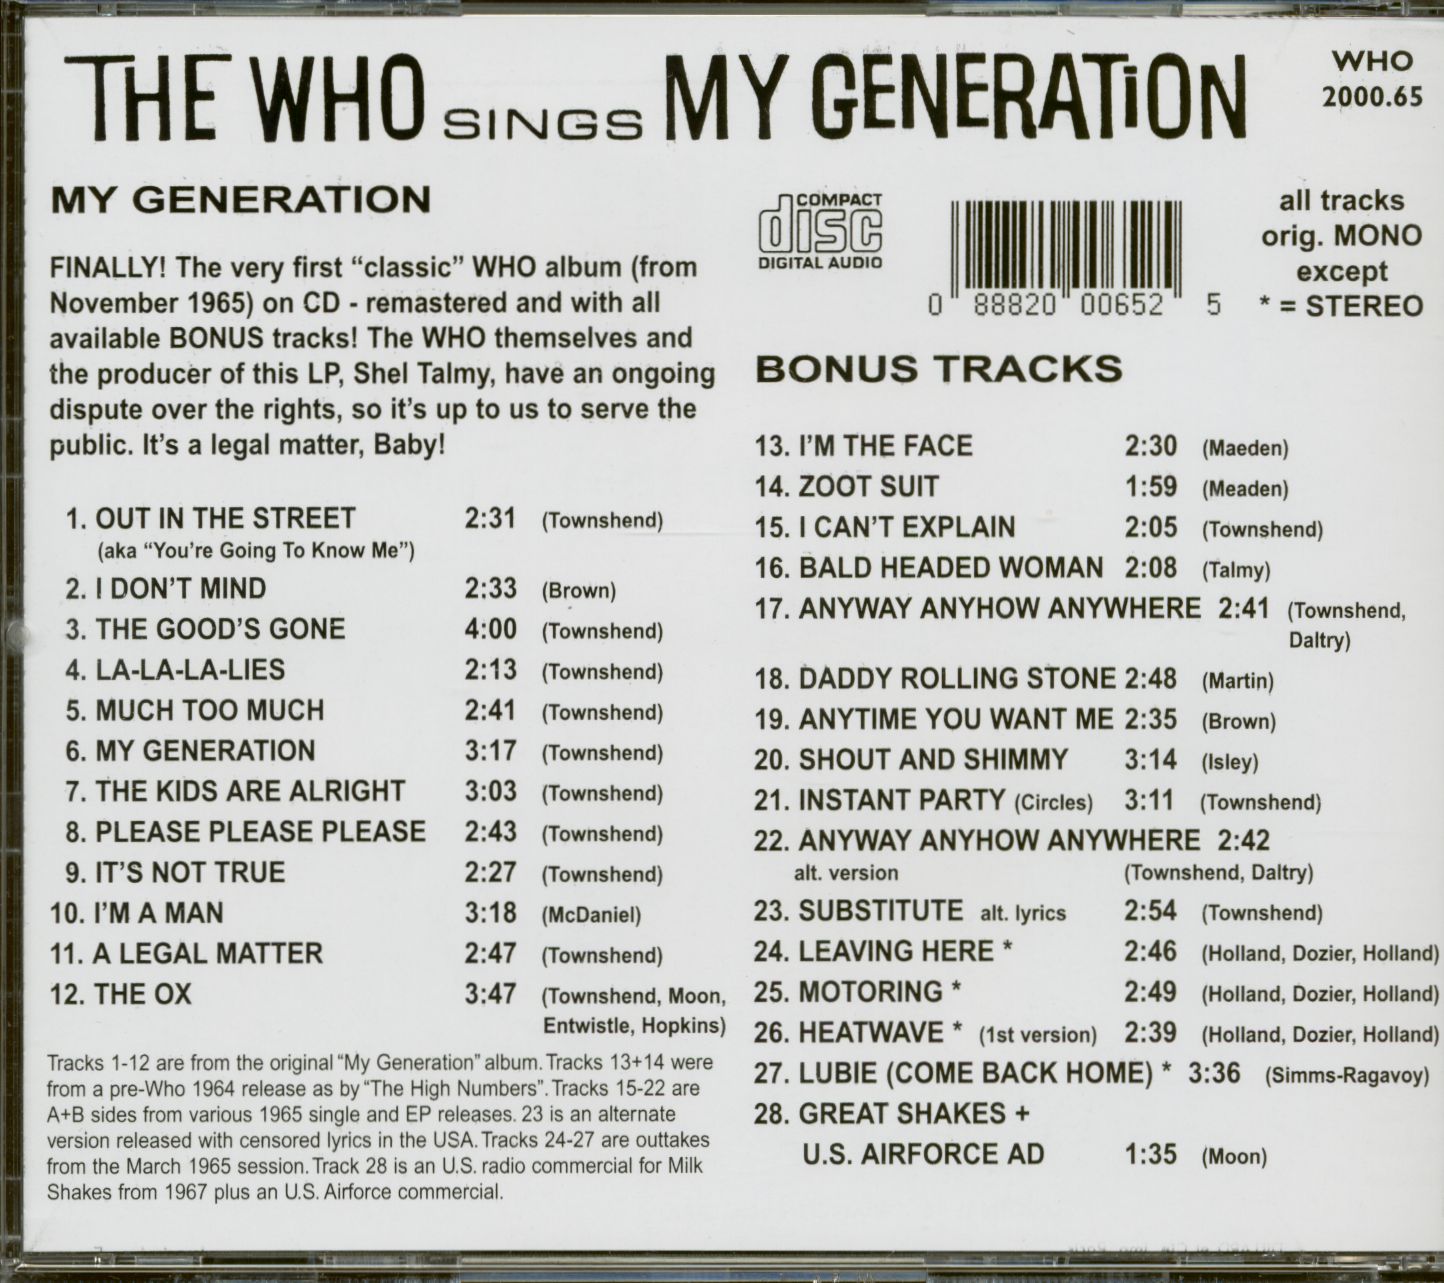 THE WHO SINGS MY GENERATION
WHO
2000.65
MY GENERATION
FINALLY! The very first “classic” WHO album (from
November 1965) on CD - remastered and with all
available BONUS tracks! The WHO themselves and
the producer of this LP, Shel Talmy, have an ongoing
dispute over the rights, so it’s up to us to serve the
public. It’s a legal matter, Baby!
1. OUT IN THE STREET 2:31 (Townshend)
(aka “You’re Going To Know Me”)
2. I DON’T MIND 2:33 (Brown)
3. THE GOOD’S GONE 4:00 (Townshend)
4. LA-LA-LA-LIES 2:13 (Townshend)
5. MUCH TOO MUCH 2:41 (Townshend)
6. MY GENERATION 3:17 (Townshend)
7. THE KIDS ARE ALRIGHT 3:03 (Townshend)
8. PLEASE PLEASE PLEASE 2:43 (Townshend)
9. IT’S NOT TRUE 2:27 (Townshend)
10. I’M A MAN 3:18 (McDaniel)
11. A LEGAL MATTER 2:47 (Townshend)
12. THE OX 3:47 (Townshend, Moon,
Entwistle, Hopkins)
Tracks 1-12 are from the original “My Generation” album. Tracks 13+14 were
from a pre-Who 1964 release as by “The High Numbers”. Tracks 15-22 are
A+B sides from various 1965 single and EP releases. 23 is an alternate
version released with censored lyrics in the USA. Tracks 24-27 are outtakes
from the March 1965 session. Track 28 is an U.S. radio commercial for Milk
Shakes from 1967 plus an U.S. Airforce commercial.
COMPACT
disc
DIGITAL AUDIO
0 88820 00652 5
all tracks
orig. MONO
except
* = STEREO
BONUS TRACKS
13. I’M THE FACE 2:30 (Maeden)
14. ZOOT SUIT 1:59 (Meaden)
15. I CAN’T EXPLAIN 2:05 (Townshend)
16. BALD HEADED WOMAN 2:08 (Talmy)
17. ANYWAY ANYHOW ANYWHERE 2:41 (Townshend,
Daltry)
18. DADDY ROLLING STONE 2:48 (Martin)
19. ANYTIME YOU WANT ME 2:35 (Brown)
20. SHOUT AND SHIMMY 3:14 (Isley)
21. INSTANT PARTY (Circles) 3:11 (Townshend)
22. ANYWAY ANYHOW ANYWHERE 2:42
alt. version (Townshend, Daltry)
23. SUBSTITUTE alt. lyrics 2:54 (Townshend)
24. LEAVING HERE * 2:46 (Holland, Dozier, Holland)
25. MOTORING * 2:49 (Holland, Dozier, Holland)
26. HEATWAVE * (1st version) 2:39 (Holland, Dozier, Holland)
27. LUBIE (COME BACK HOME) * 3:36 (Simms-Ragavoy)
28. GREAT SHAKES +
U.S. AIRFORCE AD 1:35 (Moon)